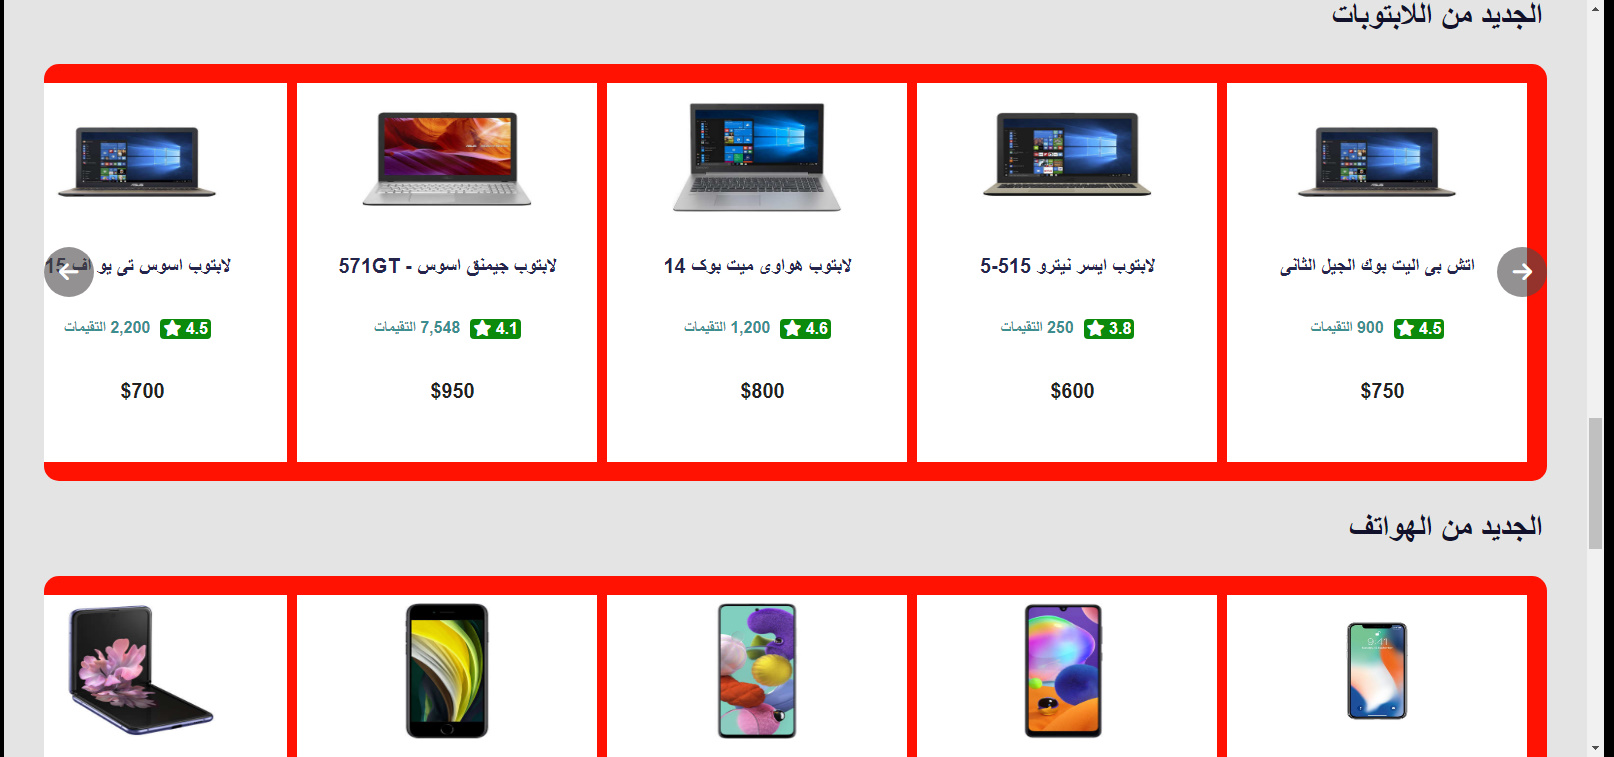 الجديد من اللابتوبات
اتش بى اليت بوك الجيل الثانى
4.5
900 التقيمات
$750
لابتوب ايسر نيترو 515-5
3.8
250 التقيمات
$600
لابتوب هواوى ميت بوک 14
4.6
1,200 التقيمات
$800
لابتوب جيمنق اسوس - 571GT
4.1
7,548 التقيمات
$950
لابتوب اسوس تى يو اف 15
4.5
2,200 التقيمات
$700
الجديد من الهواتف
9:41